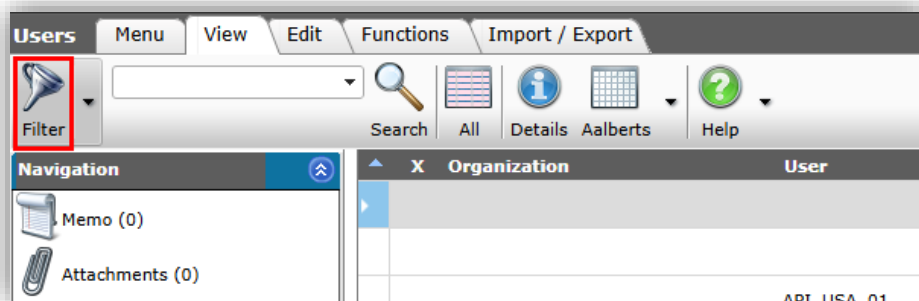 Users Menu View Edit Functions Import / Export
Filter Search All Details Aalberts Help
Navigation X Organization User
Memo (0)
Attachments (0)
API_USA_01